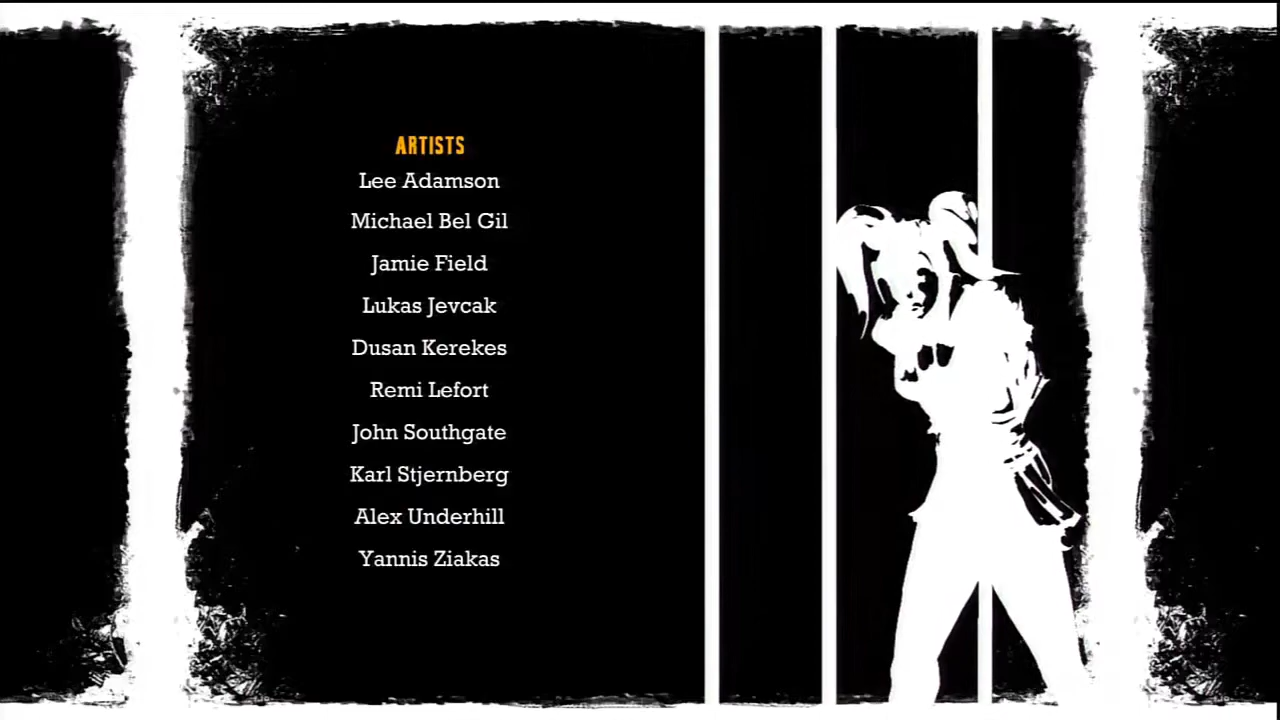 ARTISTS
Lee Adamson
Michael Bel Gil
Jamie Field
Lukas Jevcak
Dusan Kerekes
Remi Lefort
John Southgate
Karl Stjernberg
Alex Underhill
Yannis Ziakas